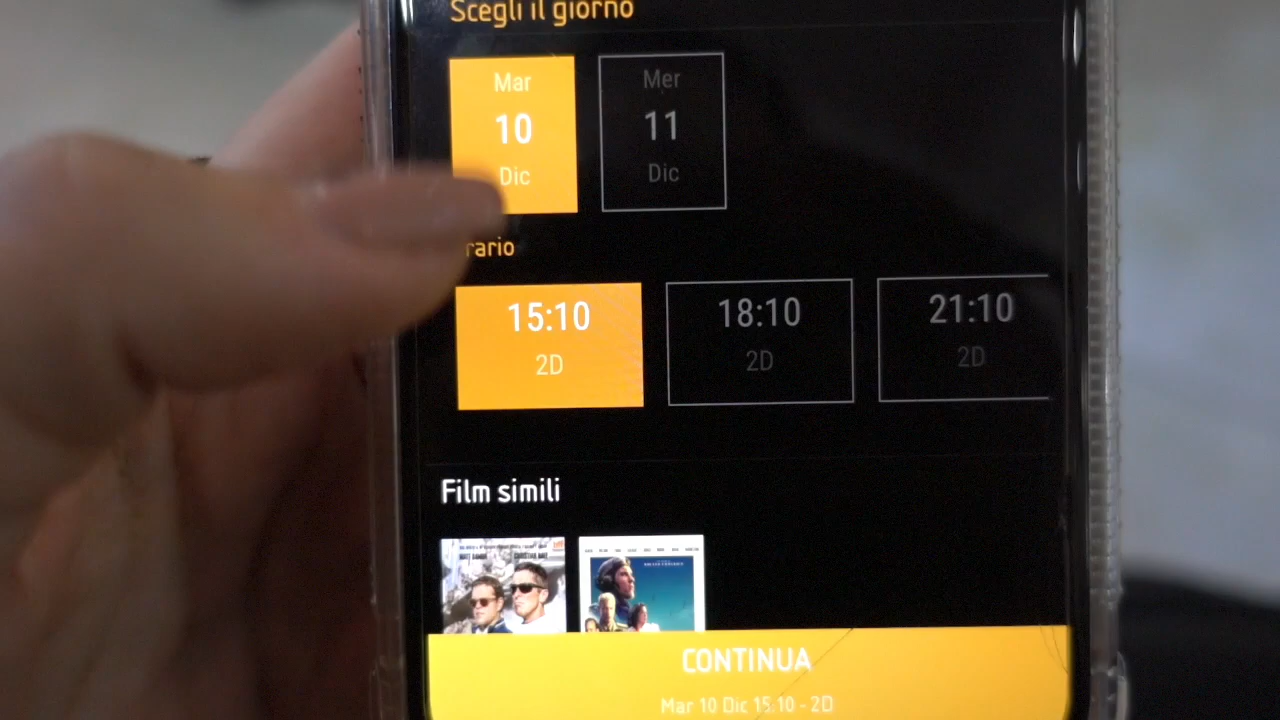 Scegli il giorno
Mar
10
Dic
Mer
11
Dic
rario
15:10
2D
18:10
2D
21:10
2D
Film simili
CONTINUA
Mar 10 Dic 15:10 - 2D